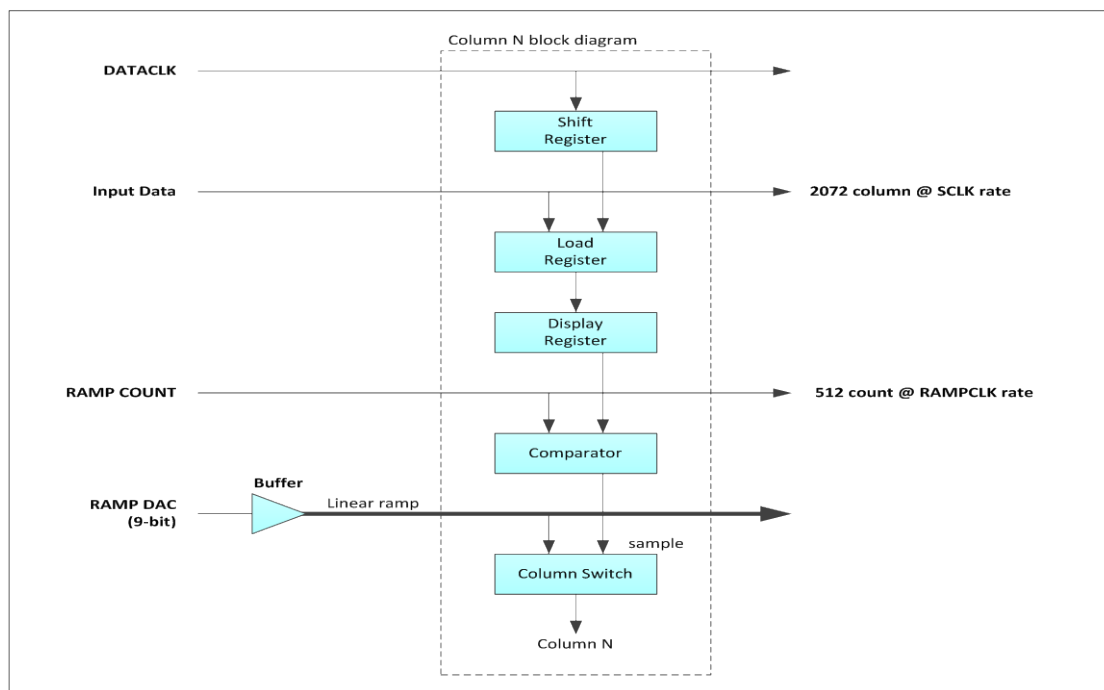 Column N block diagram
DATACLK
Shift
Register
Input Data
2072 column @ SCLK rate
Load
Register
Display
Register
RAMP COUNT
512 count @ RAMPCLK rate
Comparator
Buffer
RAMP DAC
(9-bit)
Linear ramp
sample
Column Switch
Column N